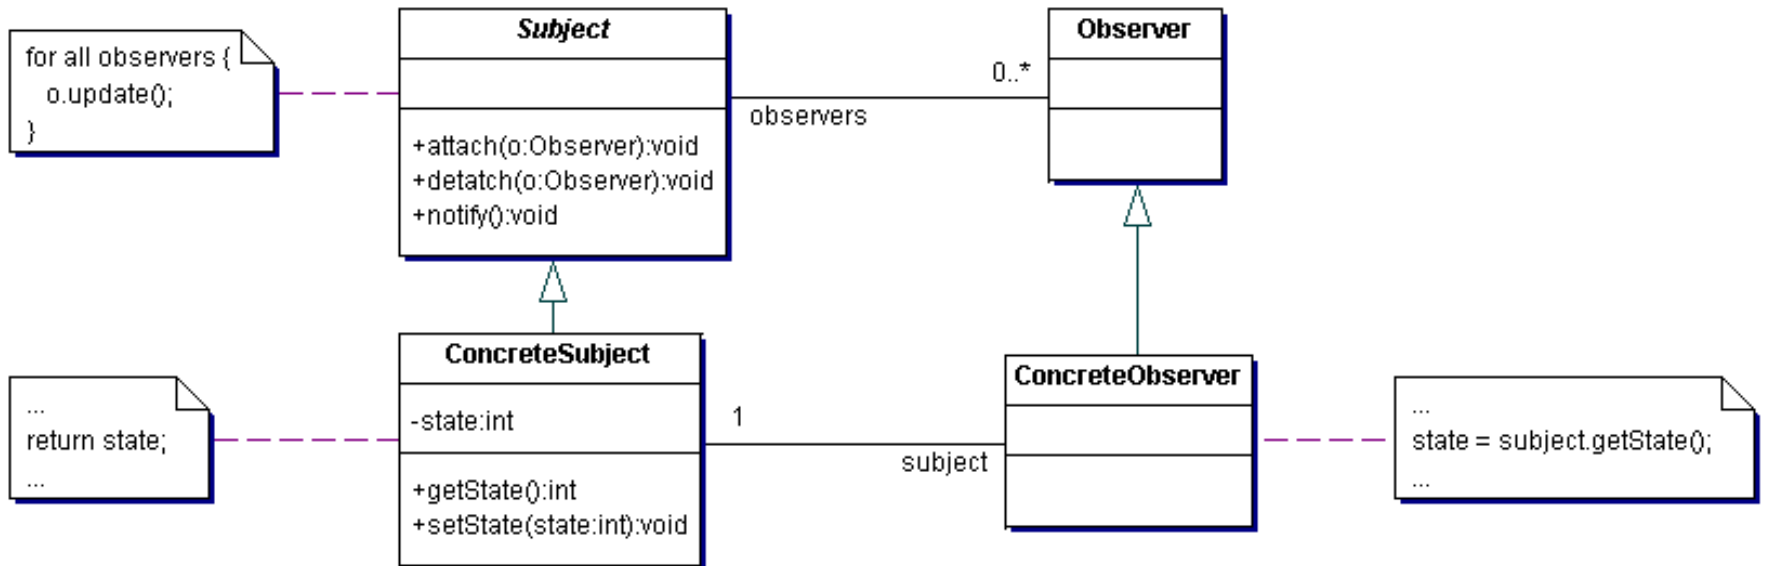 for all observers {
o.update();
}
Subject
+attach(o:Observer):void
+detatch(o:Observer):void
+notify():void
0..*
observers
Observer
...
return state;
...
ConcreteSubject
-state:int
+getState():int
+setState(state:int):void
1
subject
ConcreteObserver
...
state = subject.getState();
...